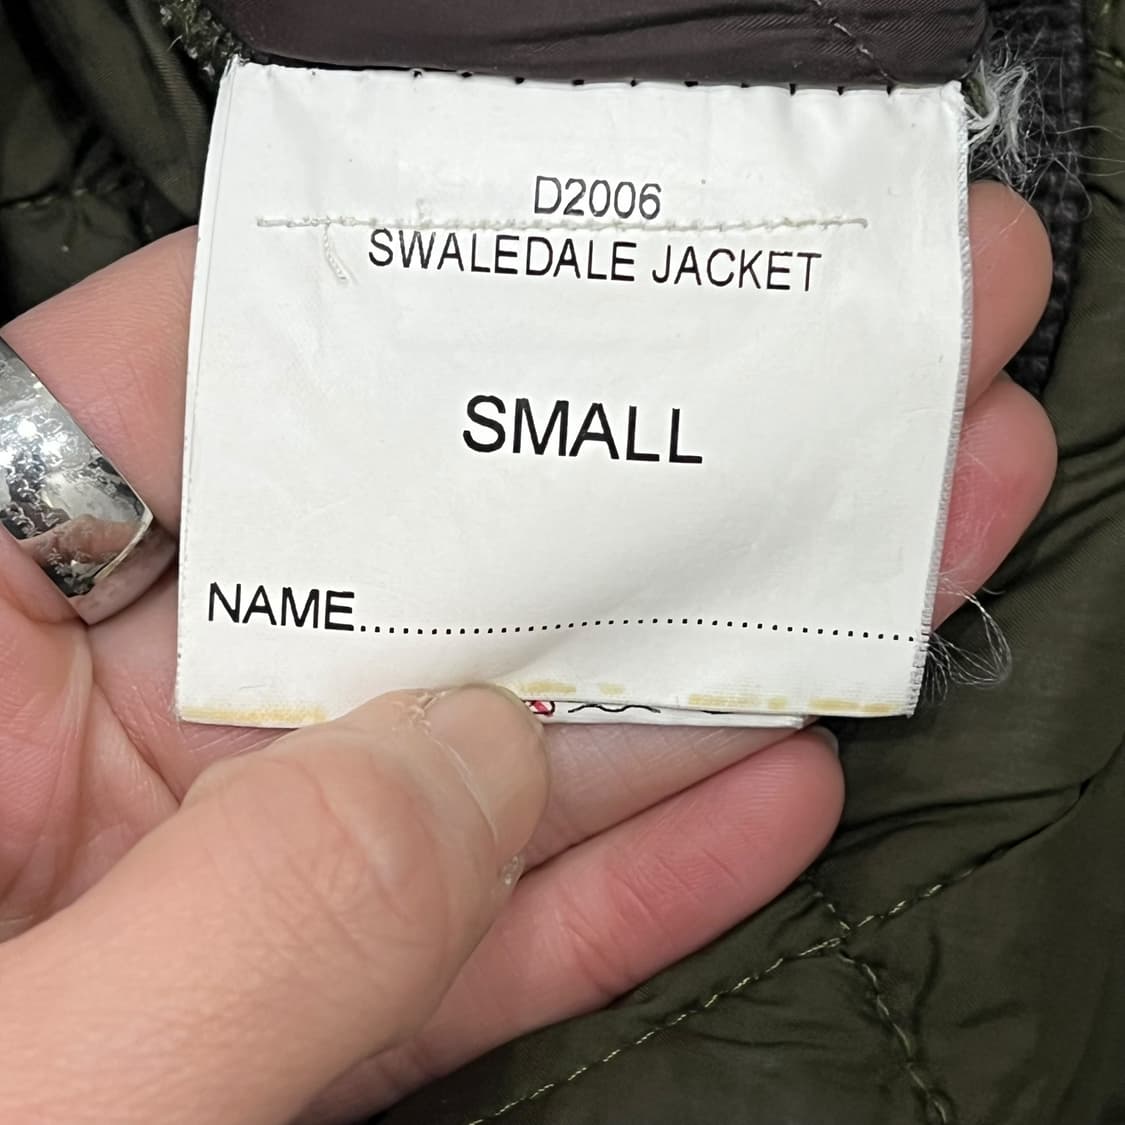 D2006
SWALEDALE JACKET
SMALL
NAME..................................................